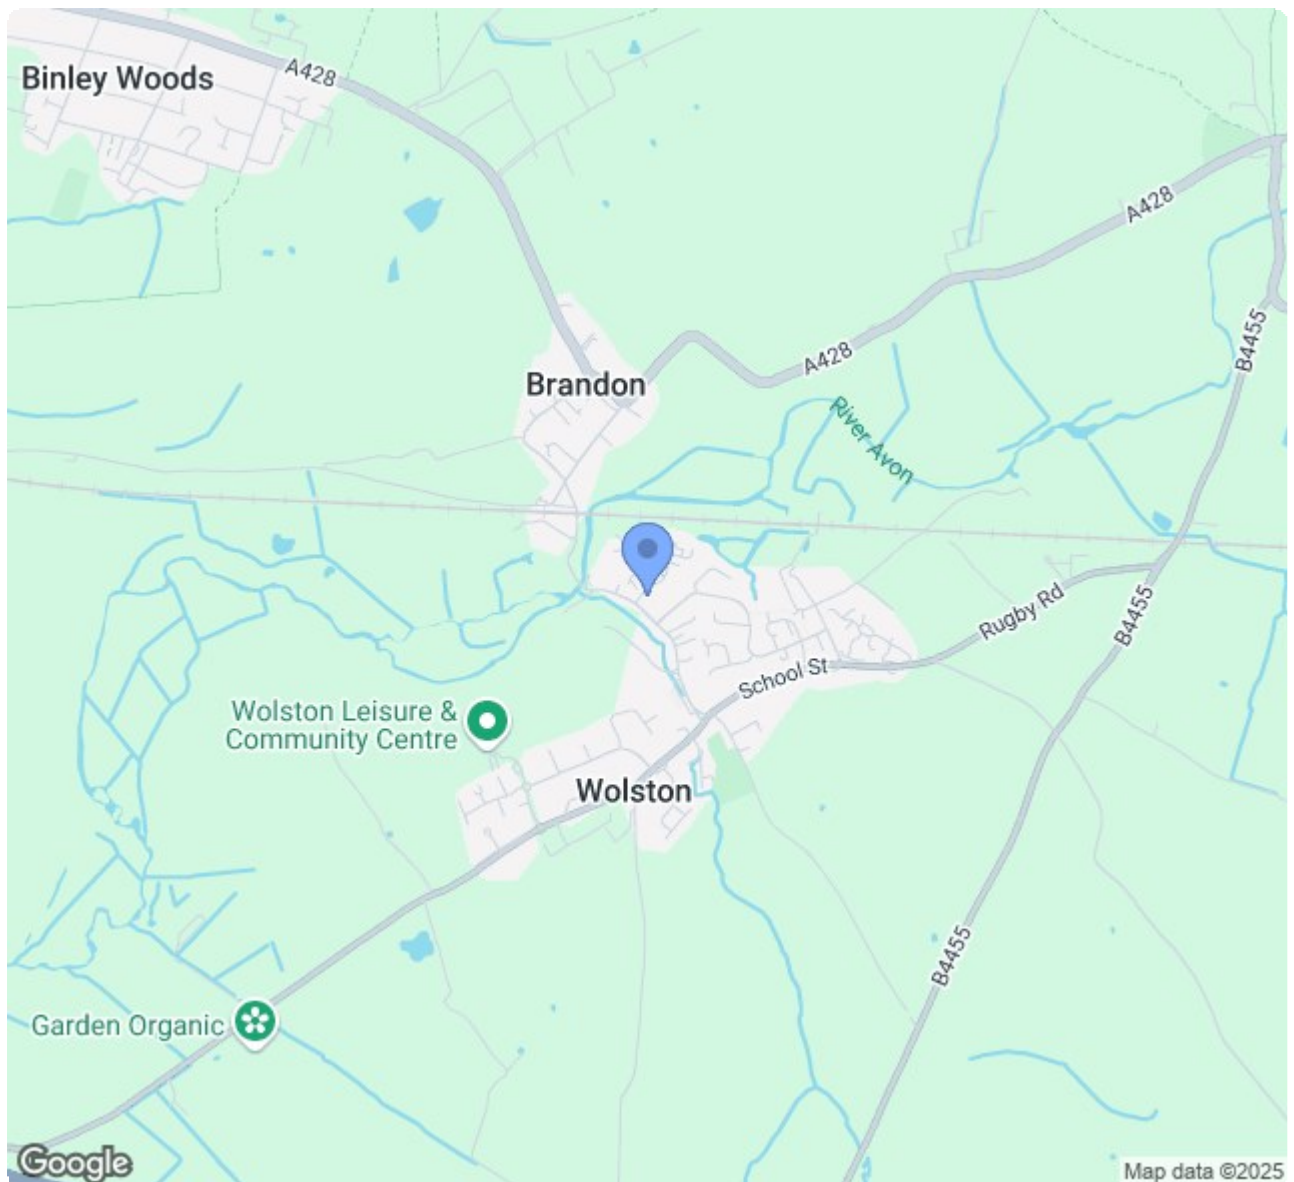 A428
Binley Woods
A428
B4455
A428
Brandon
River Avon
Rugby Rd
B4455
School St
Wolston Leisure &
Community Centre
Wolston
B4455
Garden Organic
Google
Map data ©2025